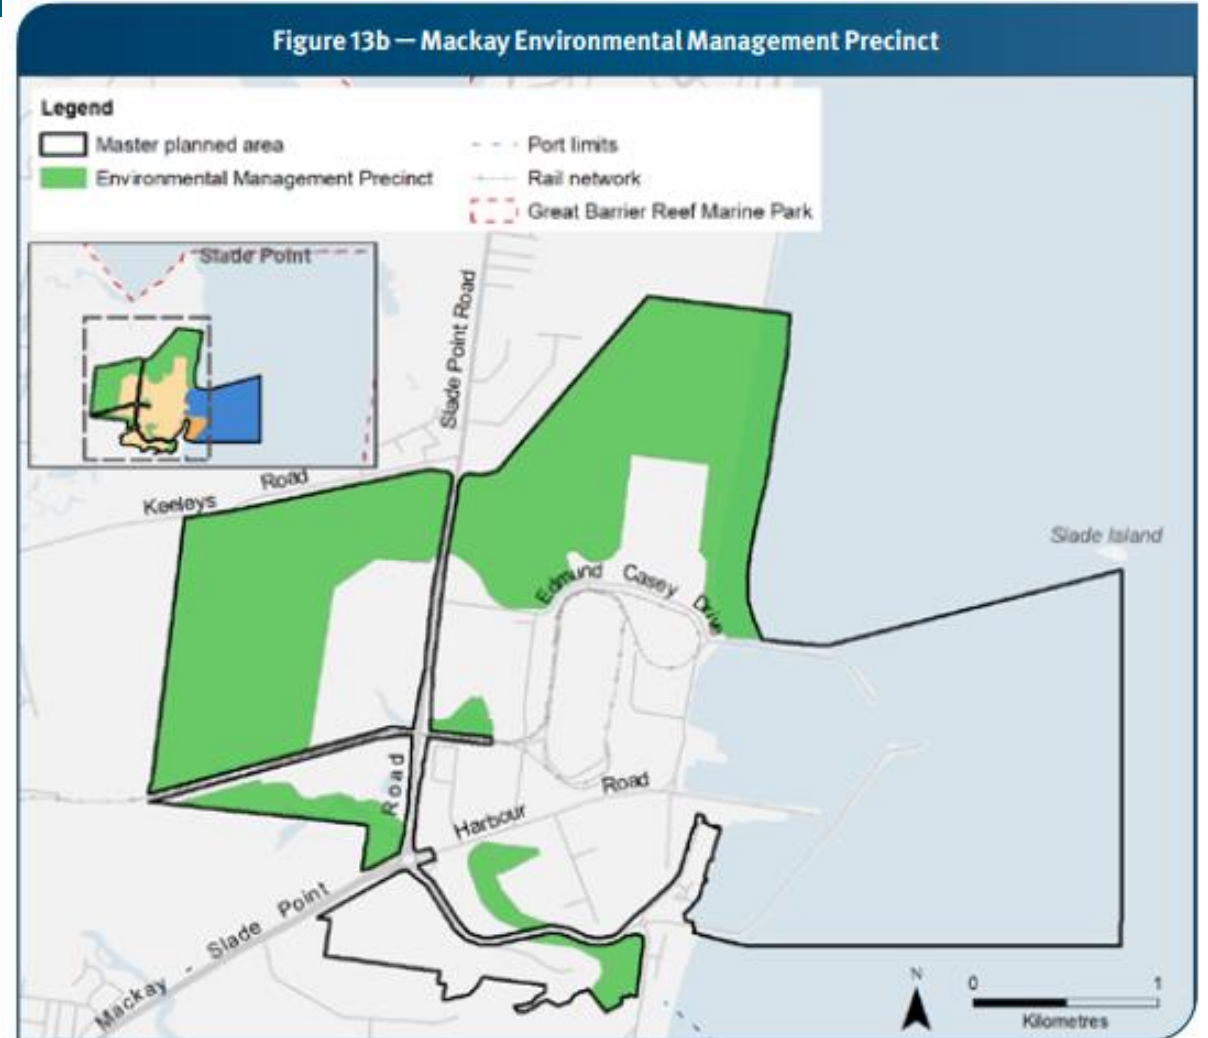 Figure 13b — Mackay Environmental Management Precinct
Legend
Master planned area
Environmental Management Precinct
Port limits
Rail network
Great Barrier Reef Marine Park
Slade Point
Slade Point Road
Keeleys Road
Slade Island
Edmund Casey Drive
Road
Harbour Road
Mackay - Slade Point
N
0 1
Kilometres